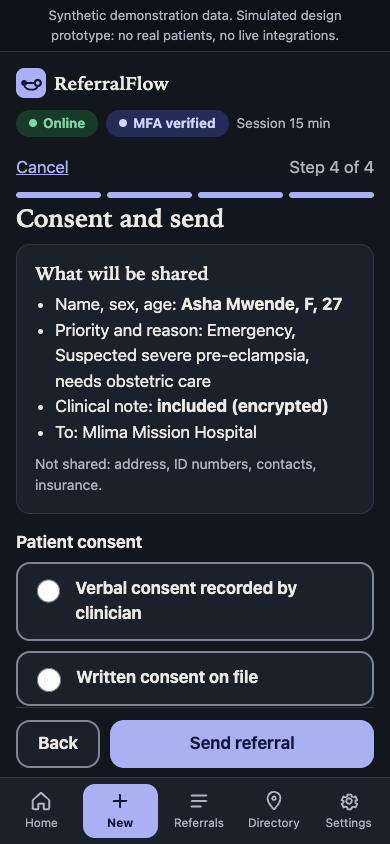 Synthetic demonstration data. Simulated design
prototype: no real patients, no live integrations.
ReferralFlow
Online
MFA verified
Session 15 min
Cancel
Step 4 of 4
Consent and send
What will be shared
• Name, sex, age: Asha Mwende, F, 27
• Priority and reason: Emergency,
Suspected severe pre-eclampsia,
needs obstetric care
• Clinical note: included (encrypted)
• To: Mlima Mission Hospital
Not shared: address, ID numbers, contacts,
insurance.
Patient consent
Verbal consent recorded by
clinician
Written consent on file
Back
Send referral
Home
New
Referrals
Directory
Settings